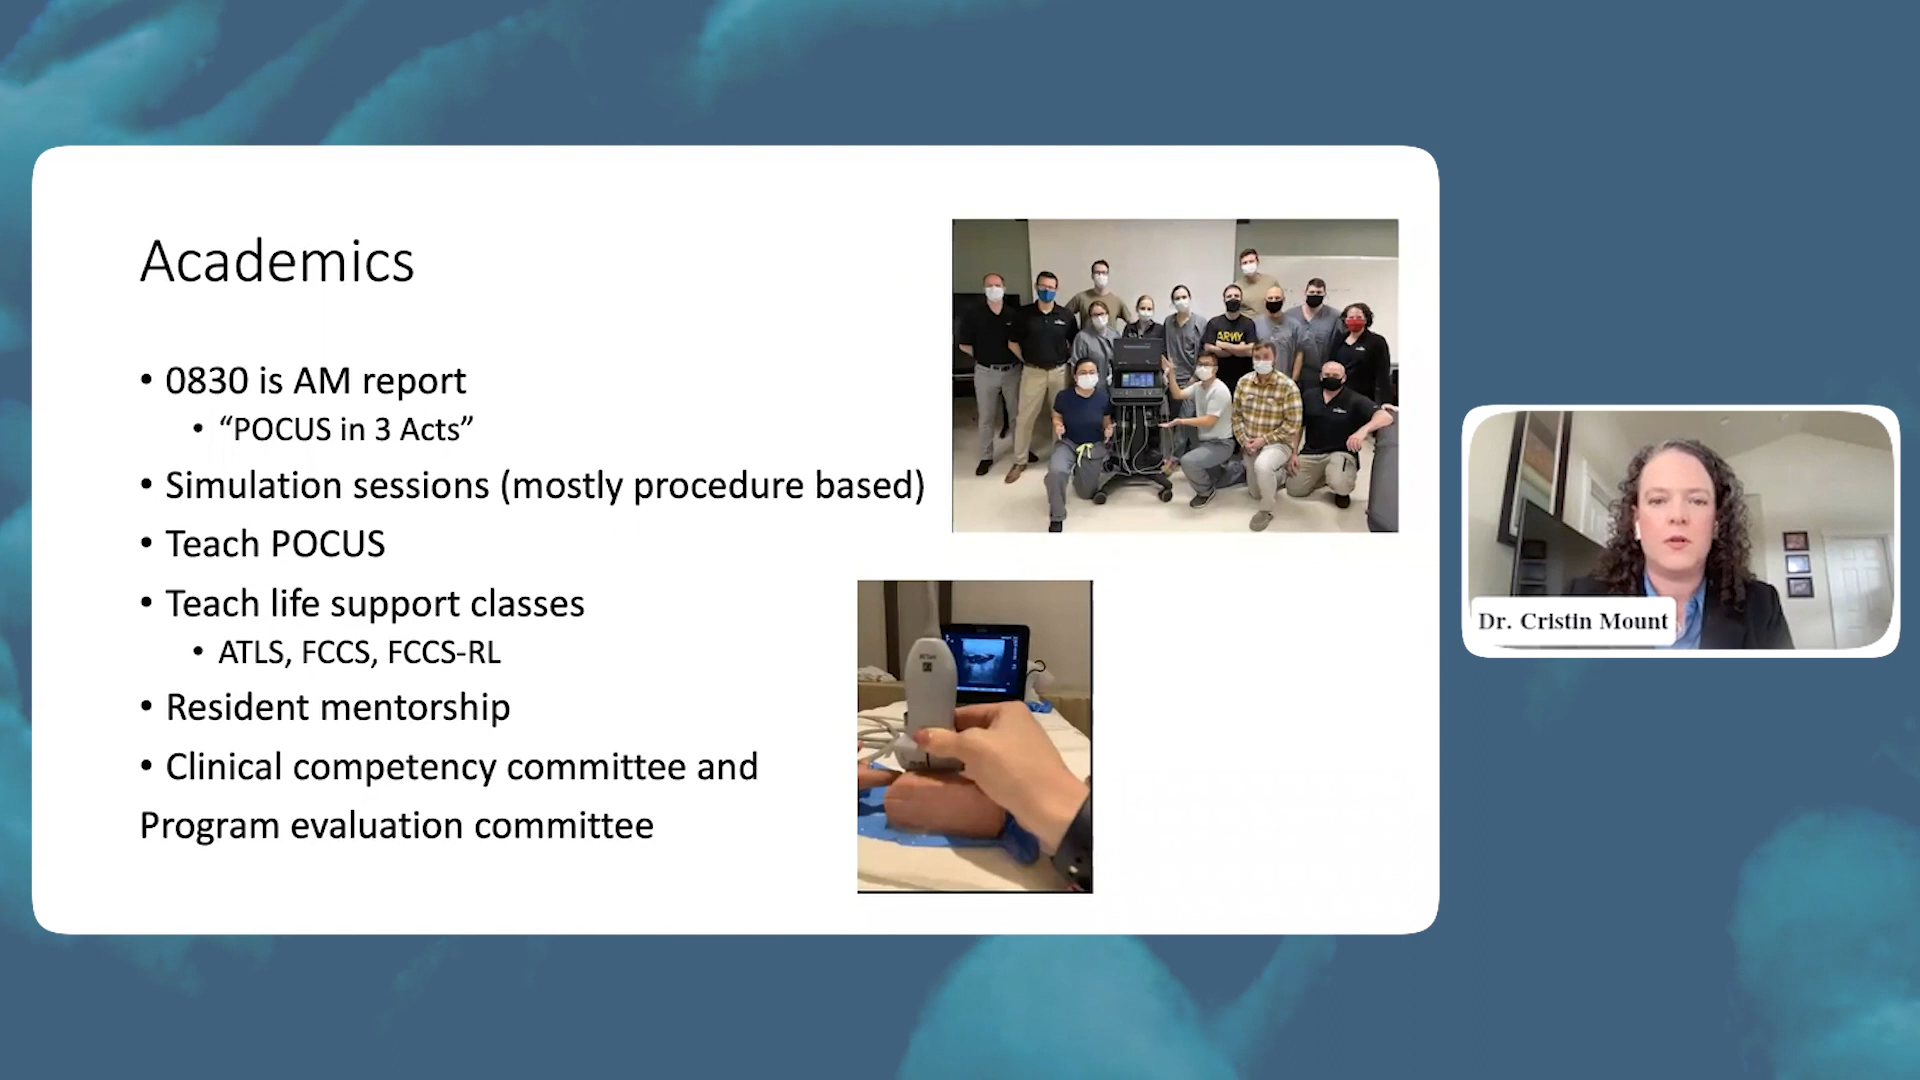 Academics
• 0830 is AM report
• “POCUS in 3 Acts”
• Simulation sessions (mostly procedure based)
• Teach POCUS
• Teach life support classes
• ATLS, FCCS, FCCS-RL
• Resident mentorship
• Clinical competency committee and
Program evaluation committee
ARMY
Dr. Cristin Mount